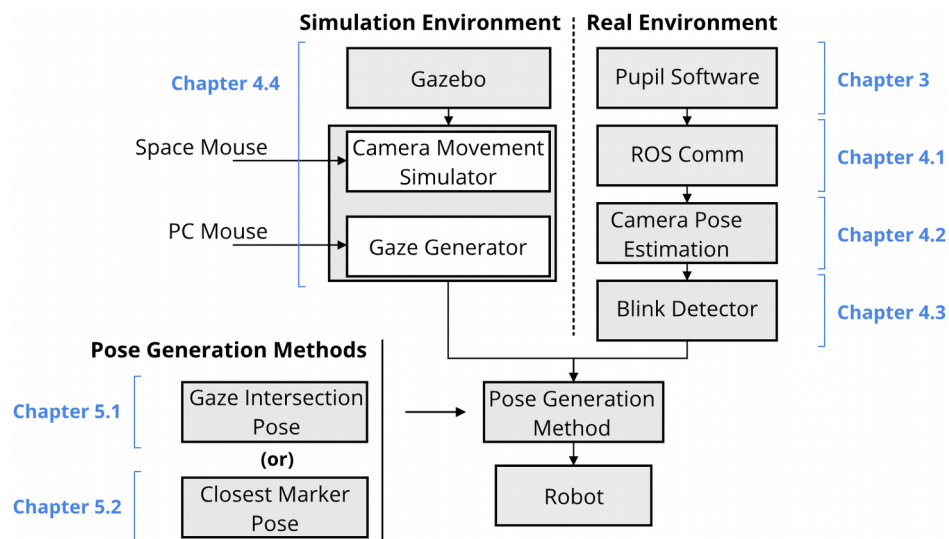 Simulation Environment
Real Environment
Chapter 4.4
Gazebo
Space Mouse
Camera Movement
Simulator
PC Mouse
Gaze Generator
Pupil Software
Chapter 3
ROS Comm
Chapter 4.1
Camera Pose
Estimation
Chapter 4.2
Blink Detector
Chapter 4.3
Pose Generation Methods
Chapter 5.1
Gaze Intersection
Pose
(or)
Chapter 5.2
Closest Marker
Pose
Pose Generation
Method
Robot